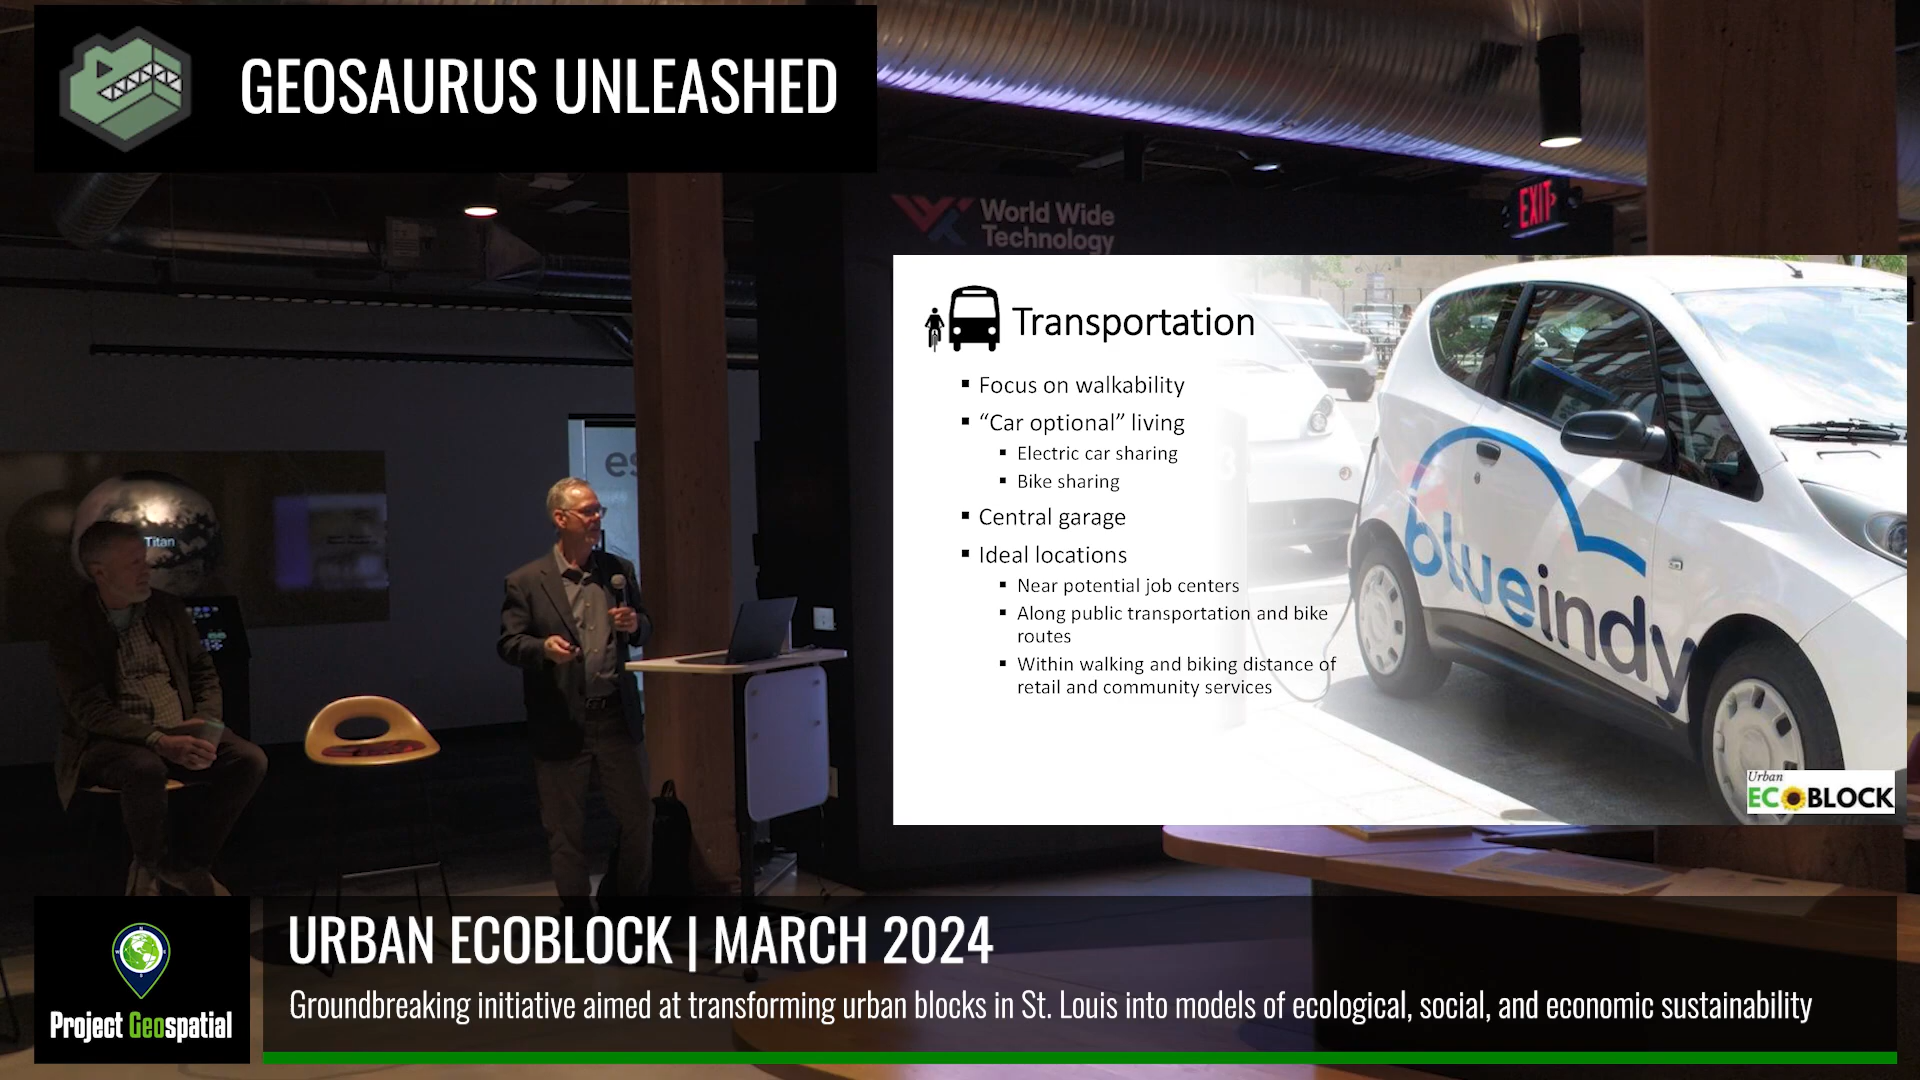 GEOSAURUS UNLEASHED
World Wide
Technology
EXIT
Transportation
▪ Focus on walkability
▪ “Car optional” living
▪ Electric car sharing
▪ Bike sharing
▪ Central garage
▪ Ideal locations
▪ Near potential job centers
▪ Along public transportation and bike
routes
▪ Within walking and biking distance of
retail and community services
blueindy
Urban
ECOBLOCK
es
Titan
URBAN ECOBLOCK | MARCH 2024
Groundbreaking initiative aimed at transforming urban blocks in St. Louis into models of ecological, social, and economic sustainability
Project Geospatial